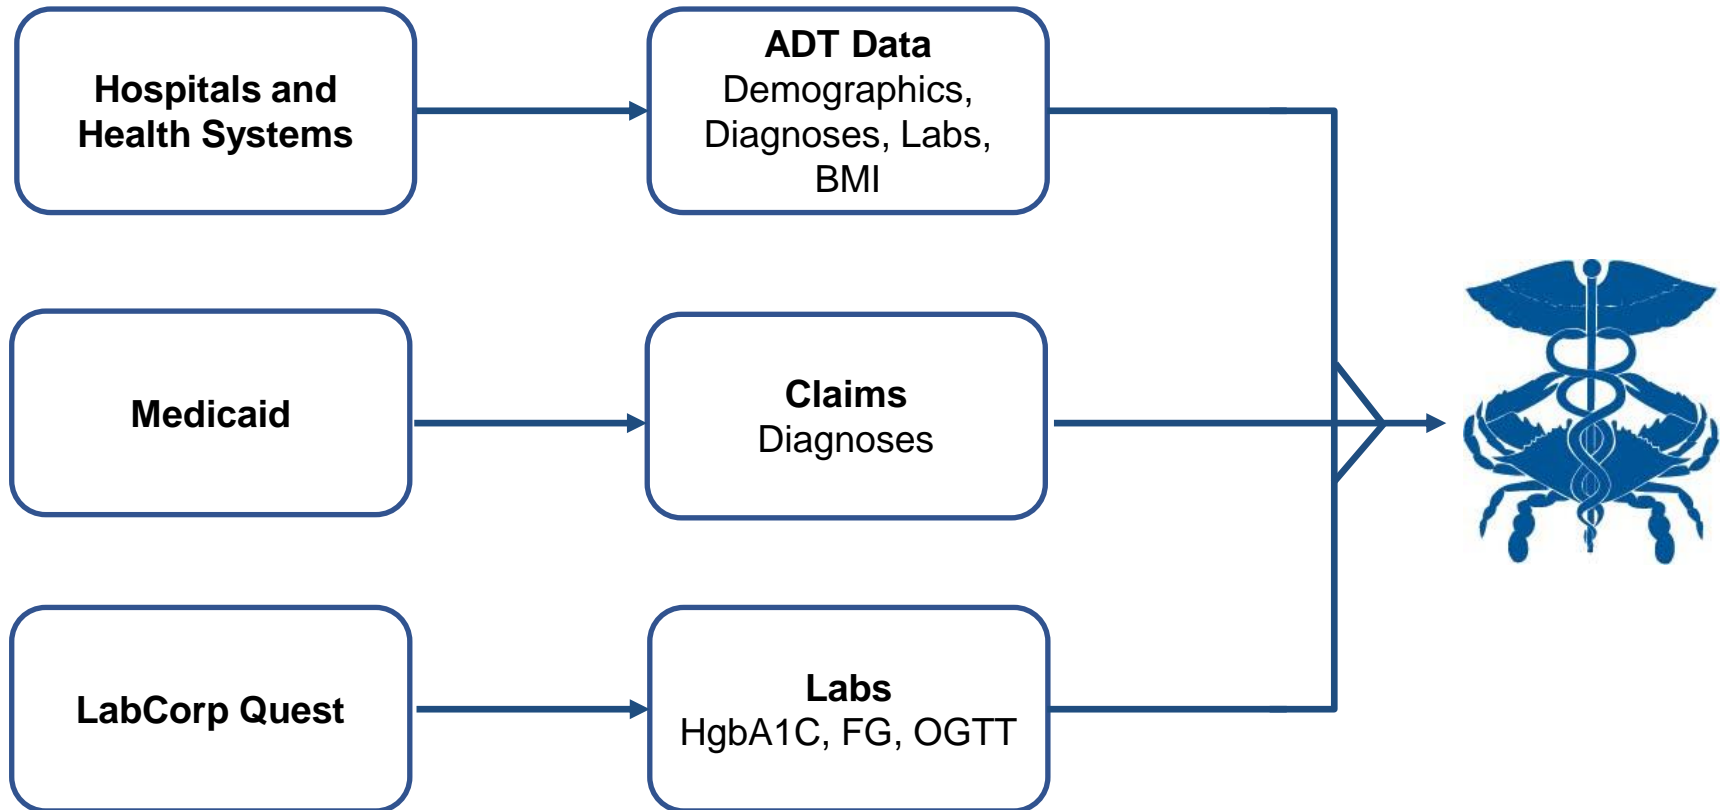 Hospitals and
Health Systems
ADT Data
Demographics,
Diagnoses, Labs,
BMI
Medicaid
Claims
Diagnoses
LabCorp Quest
Labs
HgbA1C, FG, OGTT